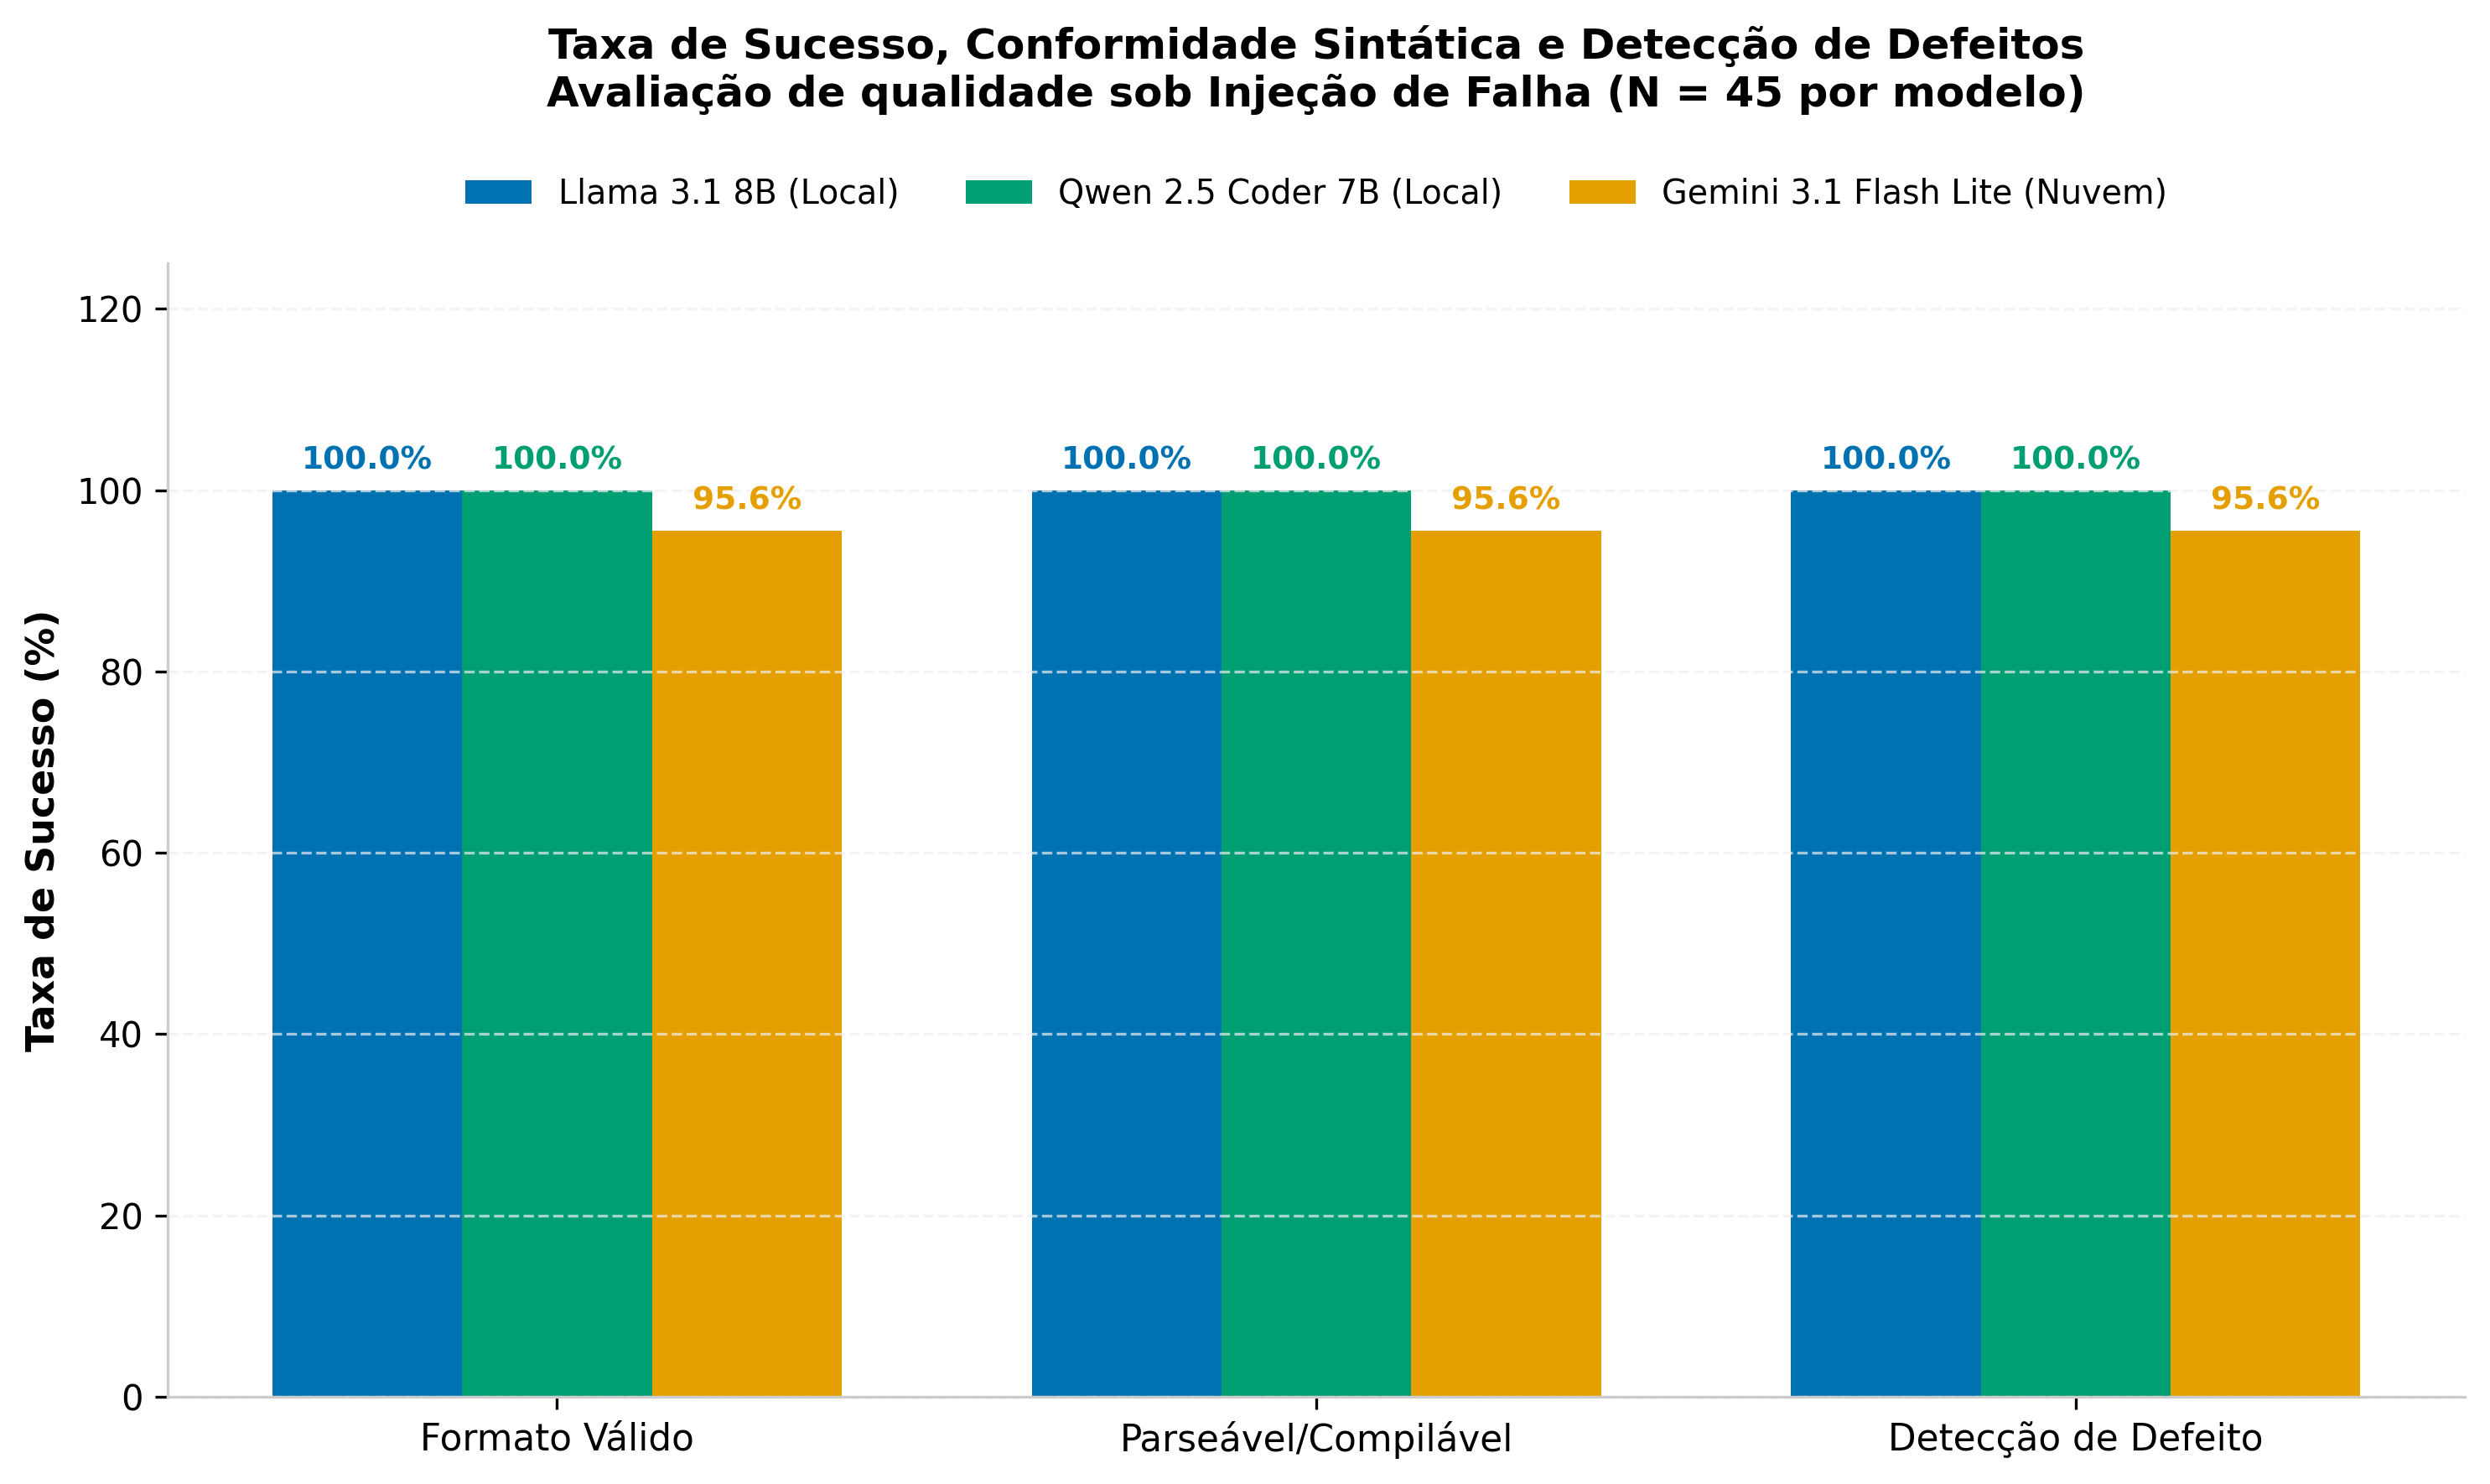 Taxa de Sucesso, Conformidade Sintática e Detecção de Defeitos
Avaliação de qualidade sob Injeção de Falha (N = 45 por modelo)
Llama 3.1 8B (Local)
Qwen 2.5 Coder 7B (Local)
Gemini 3.1 Flash Lite (Nuvem)
Taxa de Sucesso (%)
120
100
80
60
40
20
0
100.0%
100.0%
95.6%
100.0%
100.0%
95.6%
100.0%
100.0%
95.6%
Formato Válido
Parseável/Compilável
Detecção de Defeito